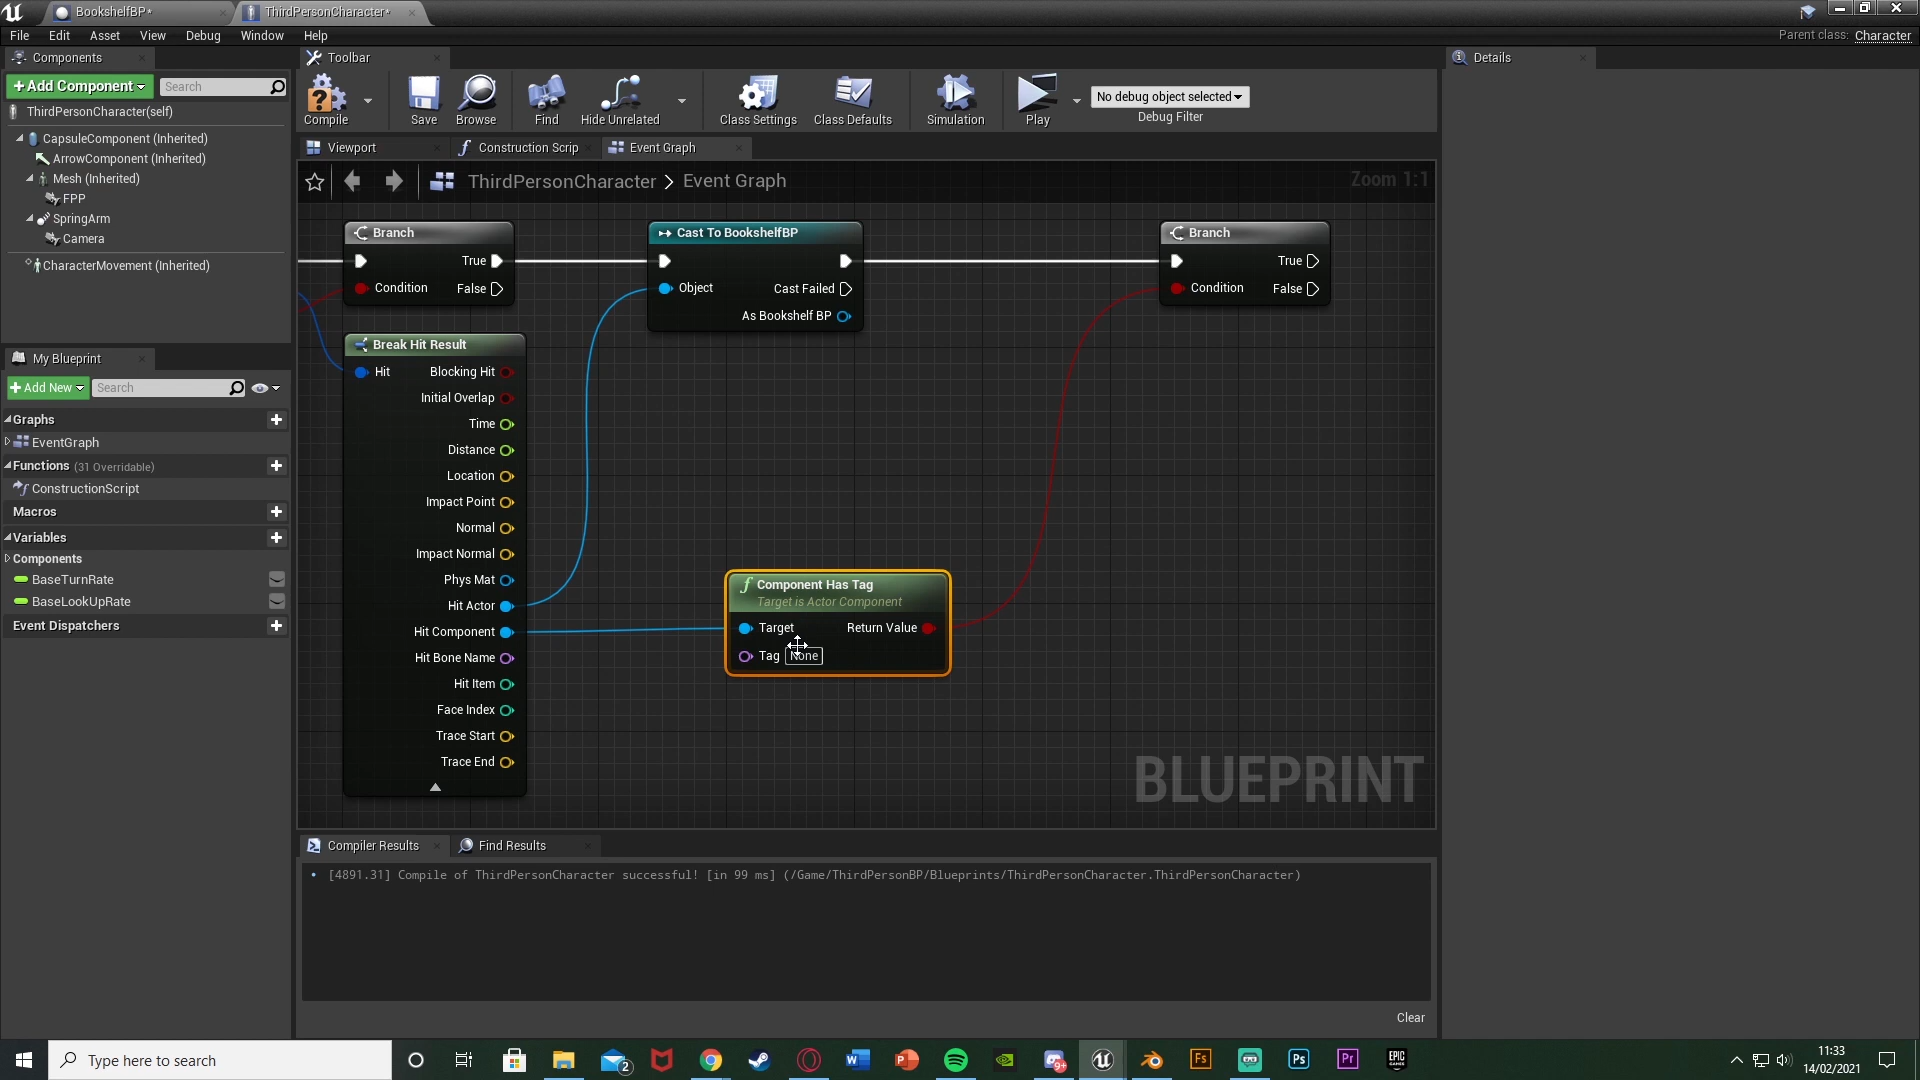 BookshelfBP*
ThirdPersonCharacter*
File Edit Asset View Debug Window Help
Parent class: Character
Components
+Add Component
Search
ThirdPersonCharacter(self)
CapsuleComponent (Inherited)
ArrowComponent (Inherited)
Mesh (Inherited)
FPP
SpringArm
Camera
CharacterMovement (Inherited)
My Blueprint
+Add New
Search
Graphs
EventGraph
Functions (31 Overridable)
ConstructionScript
Macros
Variables
Components
BaseTurnRate
BaseLookUpRate
Event Dispatchers
Toolbar
Compile
Save
Browse
Find
Hide Unrelated
Class Settings
Class Defaults
Simulation
Play
No debug object selected
Debug Filter
Viewport
Construction Scrip
Event Graph
ThirdPersonCharacter > Event Graph
Zoom 1:1
Branch
True
Condition
False
Cast To BookshelfBP
Object
Cast Failed
As Bookshelf BP
Branch
True
Condition
False
Break Hit Result
Hit
Blocking Hit
Initial Overlap
Time
Distance
Location
Impact Point
Normal
Impact Normal
Phys Mat
Hit Actor
Hit Component
Hit Bone Name
Hit Item
Face Index
Trace Start
Trace End
f Component Has Tag
Target is Actor Component
Target
Return Value
Tag None
BLUEPRINT
Compiler Results
Find Results
[4891.31] Compile of ThirdPersonCharacter successful! [in 99 ms] (/Game/ThirdPersonBP/Blueprints/ThirdPersonCharacter.ThirdPersonCharacter)
Clear
Details
Type here to search
2
9+
Fs
Ps
Pr
EPIC
11:33
14/02/2021